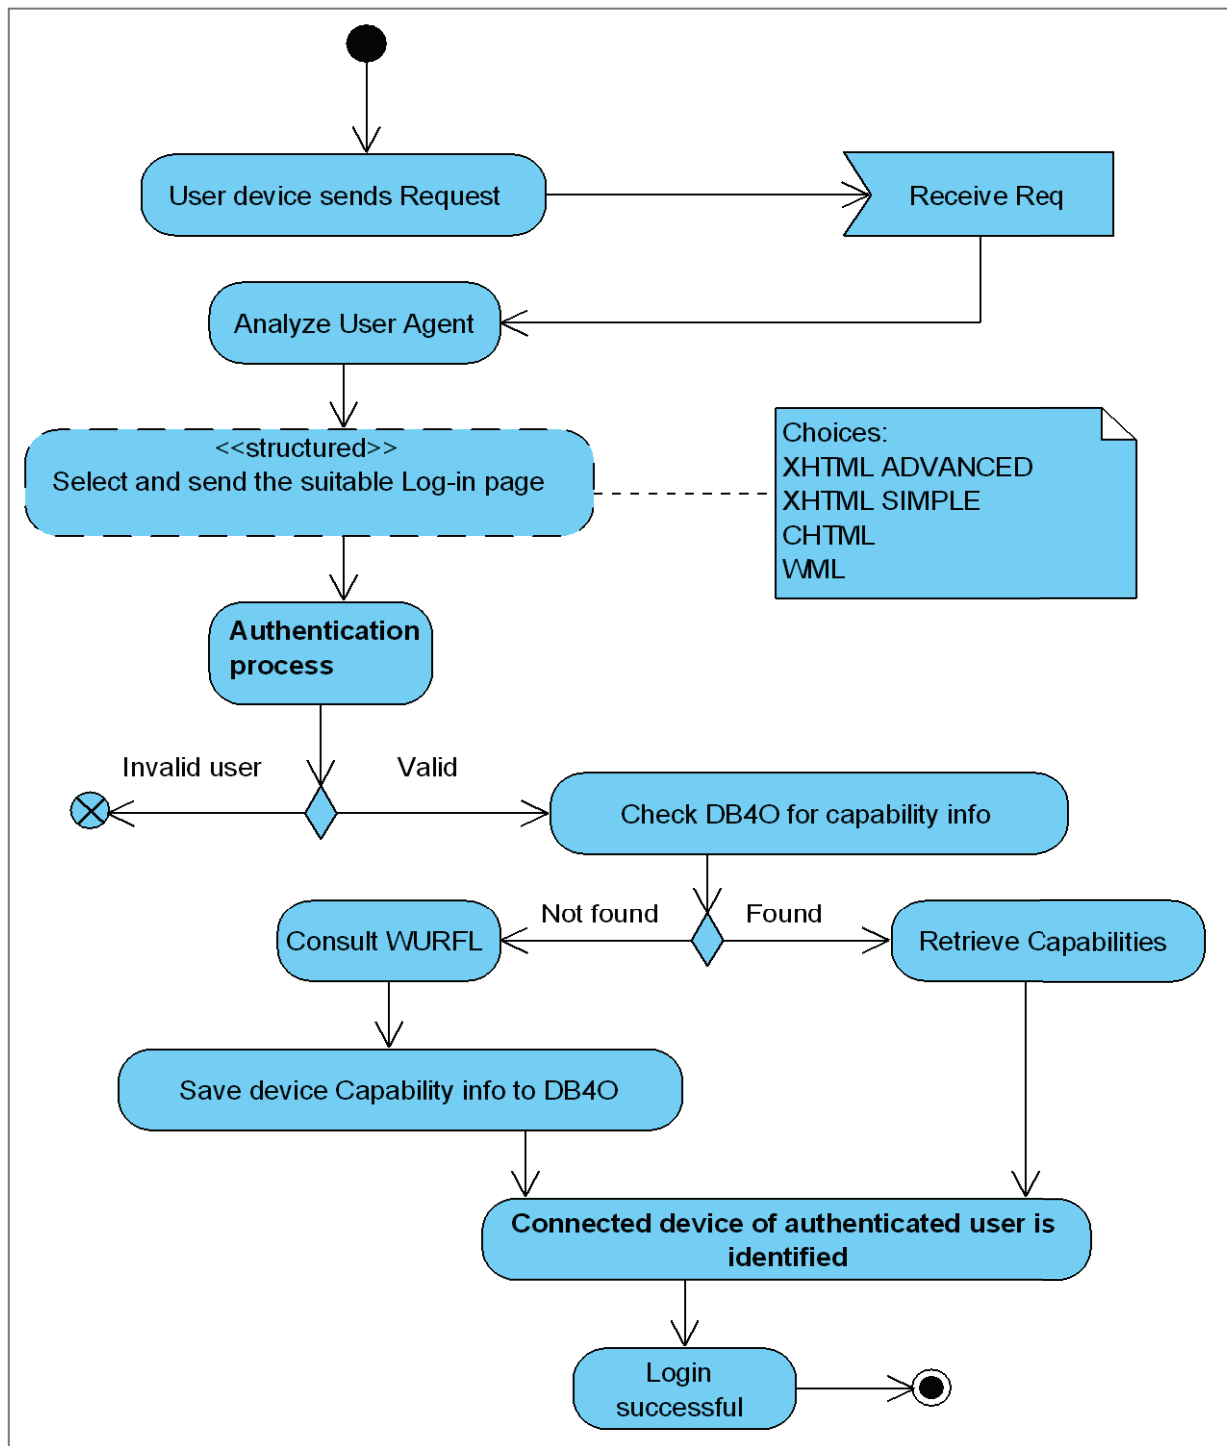 User device sends Request
Receive Req
Analyze User Agent
<<structured>>
Select and send the suitable Log-in page
Choices:
XHTML ADVANCED
XHTML SIMPLE
CHTML
WML
Authentication
process
Invalid user
Valid
Check DB4O for capability info
Not found
Found
Consult WURFL
Retrieve Capabilities
Save device Capability info to DB4O
Connected device of authenticated user is
identified
Login
successful